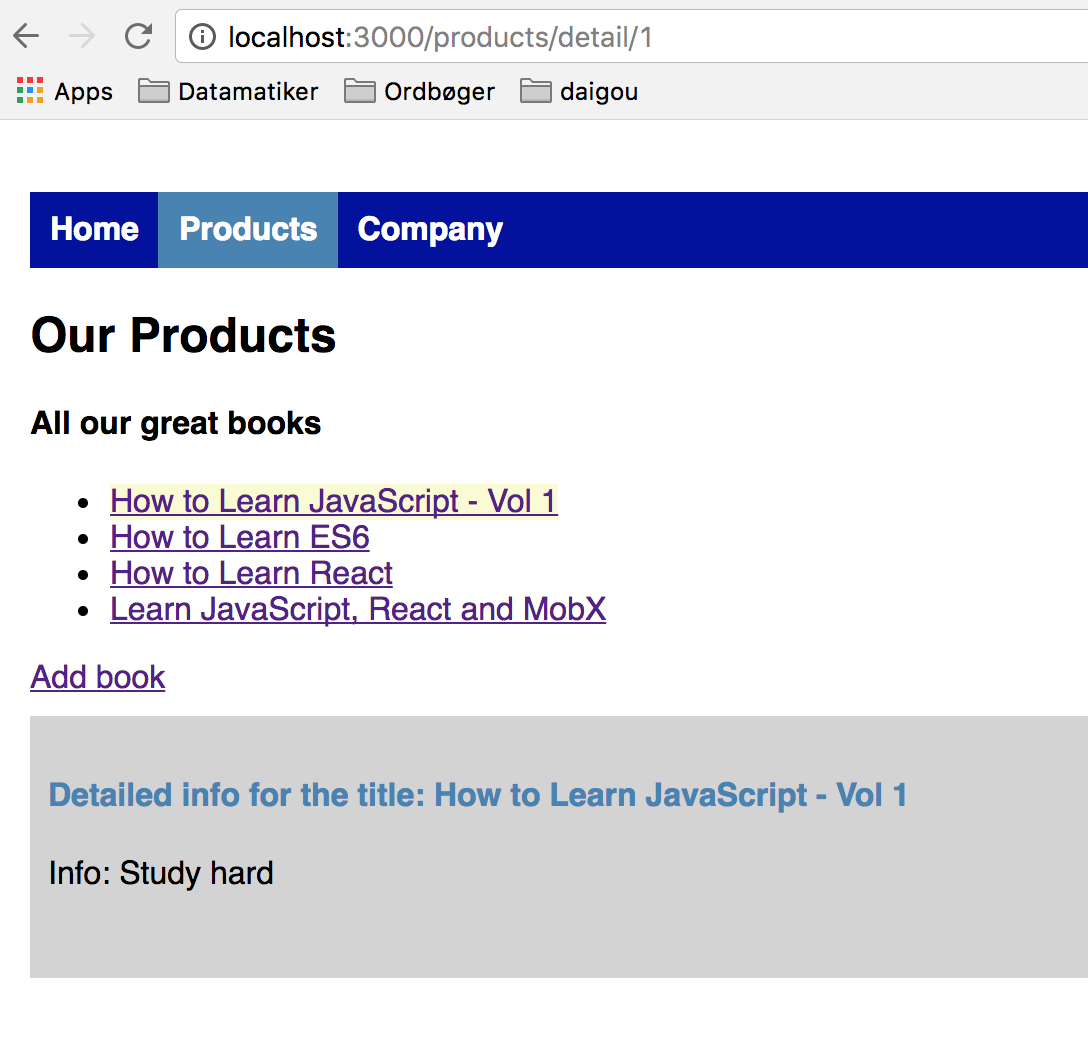 localhost:3000/products/detail/1
Apps Datamatiker Ordbøger daigou
Home Products Company
Our Products
All our great books
How to Learn JavaScript - Vol 1
How to Learn ES6
How to Learn React
Learn JavaScript, React and MobX
Add book
Detailed info for the title: How to Learn JavaScript - Vol 1
Info: Study hard